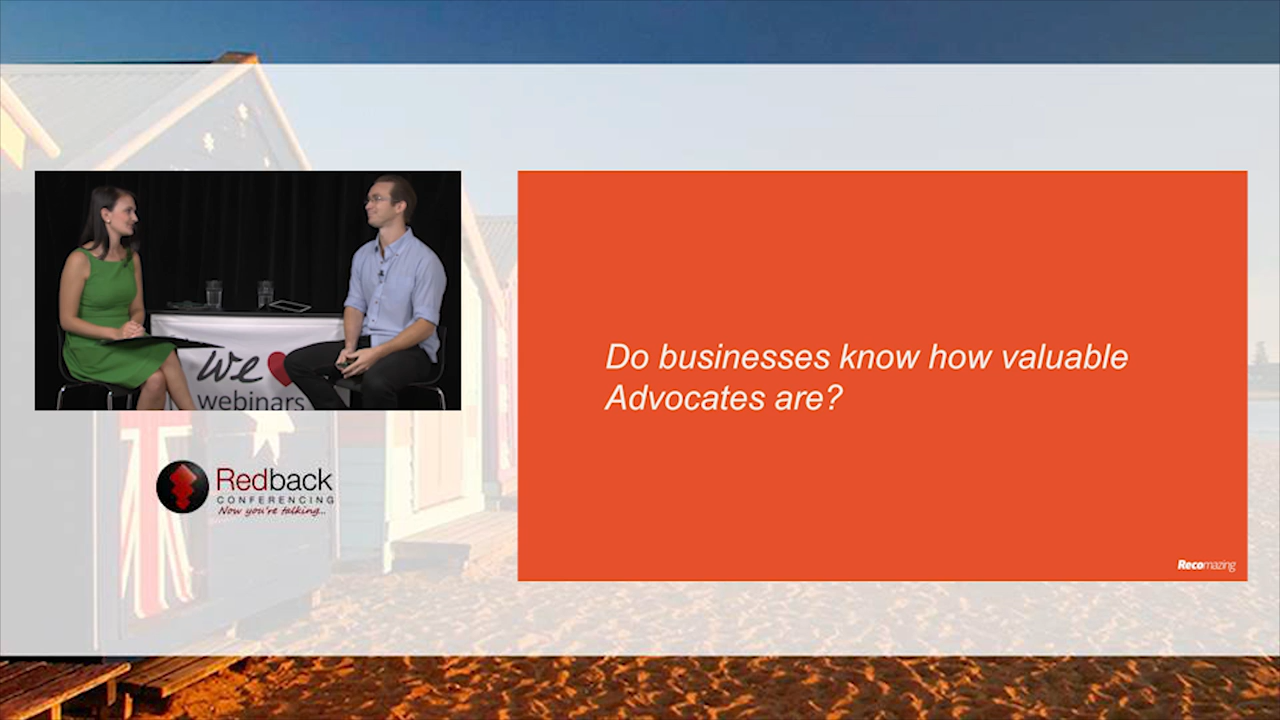 we
webinars
Redback
CONFERENCING
Now you're talking...
Do businesses know how valuable
Advocates are?
Recomazing